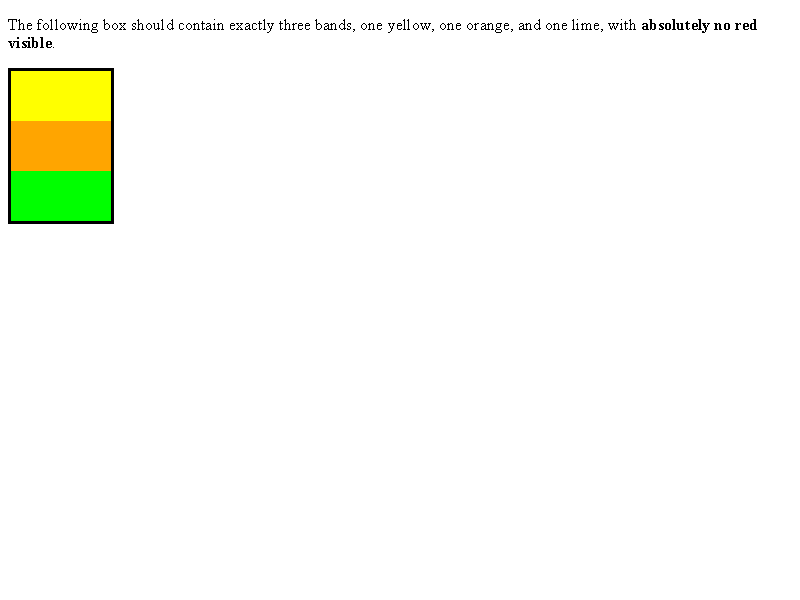 The following box should contain exactly three bands, one yellow, one orange, and one lime, with absolutely no red
visible.